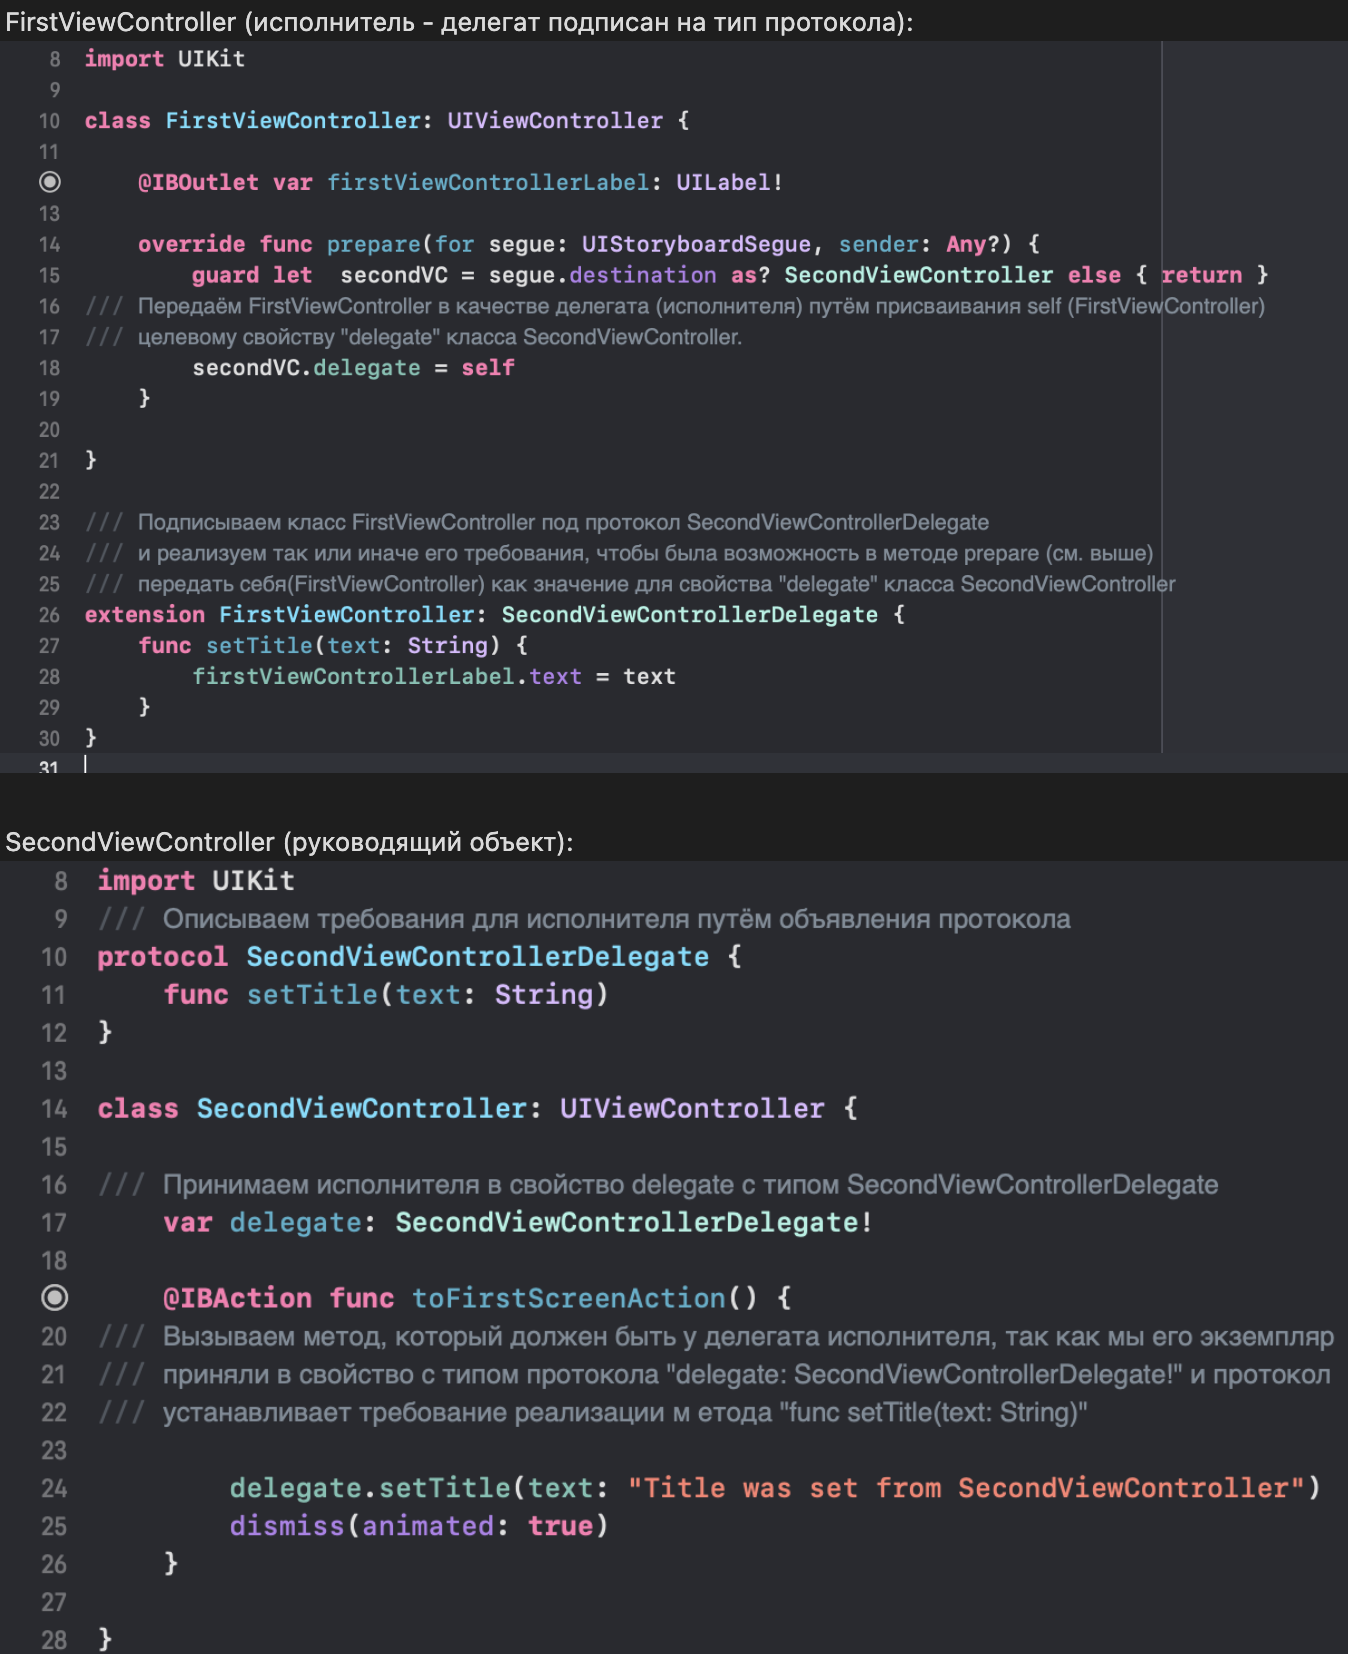 FirstViewController (исполнитель - делегат подписан на тип протокола):
8 import UIKit
9
10 class FirstViewController: UIViewController {
11
@IBOutlet var firstViewControllerLabel: UILabel!
13
14 override func prepare(for segue: UIStoryboardSegue, sender: Any?) {
15 guard let  secondVC = segue.destination as? SecondViewController else { return }
16 /// Передаём FirstViewController в качестве делегата (исполнителя) путём присваивания self (FirstViewController)
17 /// целевому свойству "delegate" класса SecondViewController.
18 secondVC.delegate = self
19 }
20
21 }
22
23 /// Подписываем класс FirstViewController под протокол SecondViewControllerDelegate
24 /// и реализуем так или иначе его требования, чтобы была возможность в методе prepare (см. выше)
25 /// передать себя(FirstViewController) как значение для свойства "delegate" класса SecondViewController
26 extension FirstViewController: SecondViewControllerDelegate {
27 func setTitle(text: String) {
28 firstViewControllerLabel.text = text
29 }
30 }
31
SecondViewController (руководящий объект):
8 import UIKit
9 /// Описываем требования для исполнителя путём объявления протокола
10 protocol SecondViewControllerDelegate {
11 func setTitle(text: String)
12 }
13
14 class SecondViewController: UIViewController {
15
16 /// Принимаем исполнителя в свойство delegate с типом SecondViewControllerDelegate
17 var delegate: SecondViewControllerDelegate!
18
@IBAction func toFirstScreenAction() {
20 /// Вызываем метод, который должен быть у делегата исполнителя, так как мы его экземпляр
21 /// приняли в свойство с типом протокола "delegate: SecondViewControllerDelegate!" и протокол
22 /// устанавливает требование реализации м етода "func setTitle(text: String)"
23
24 delegate.setTitle(text: "Title was set from SecondViewController")
25 dismiss(animated: true)
26 }
27
28 }